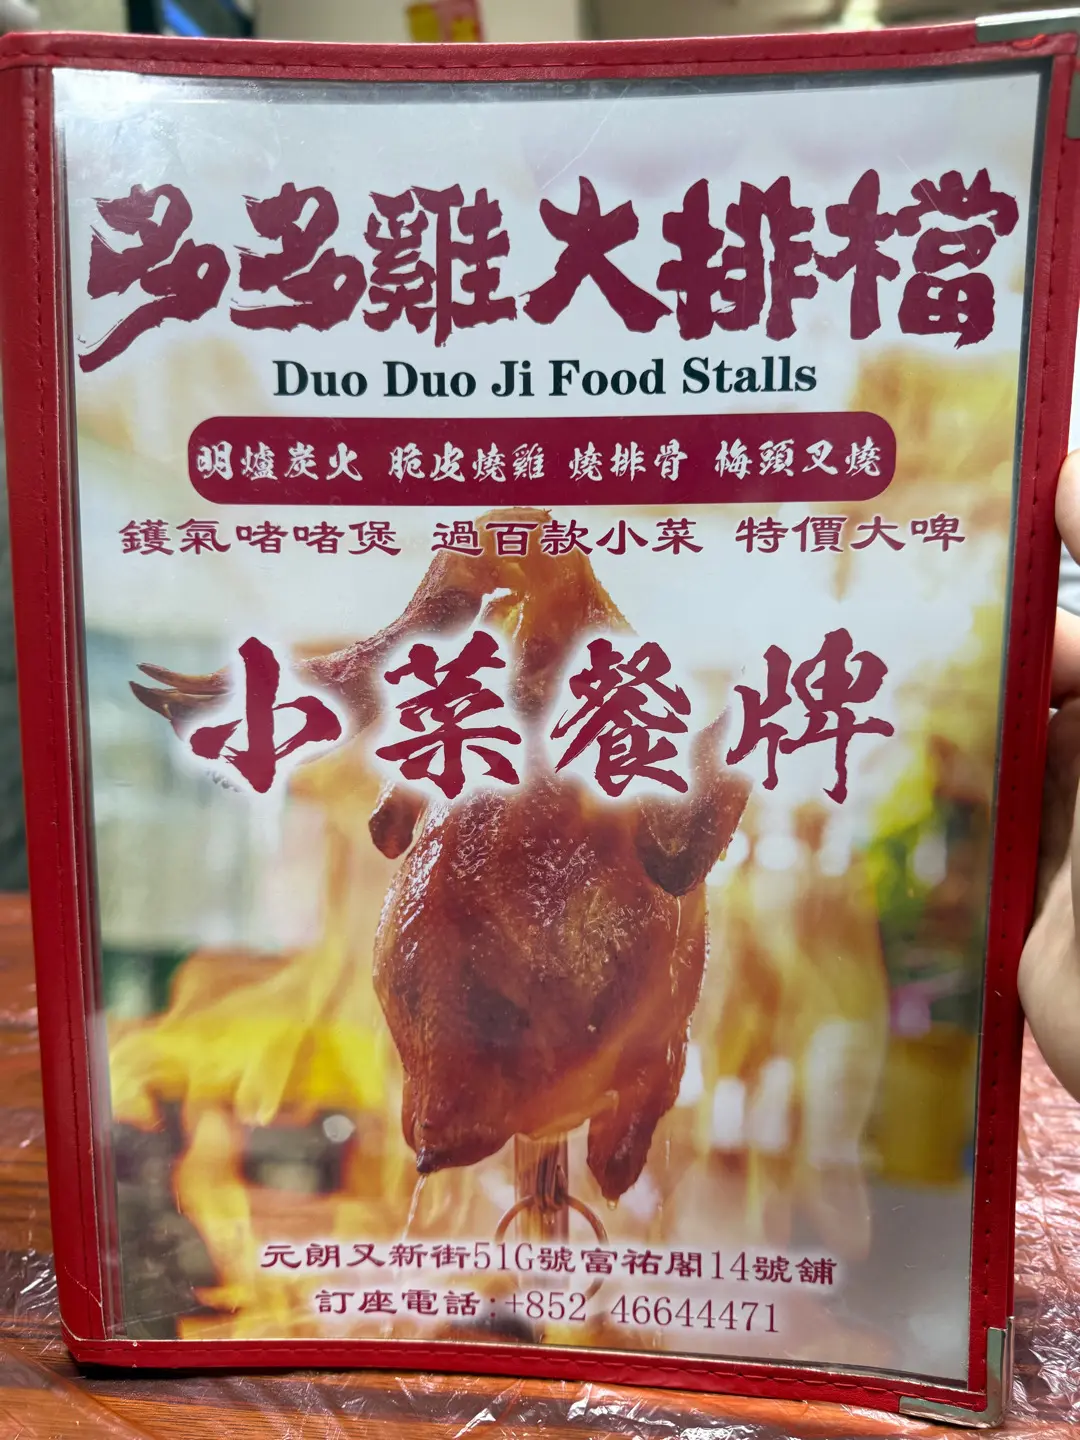 多多雞大排檔
Duo Duo Ji Food Stalls
明爐炭火 脆皮燒雞 燒排骨 梅頭叉燒
鑊氣啫啫煲 過百款小菜 特價大啤
小菜餐牌
元朗又新街51G號富祐閣14號舖
訂座電話:+852 46644471